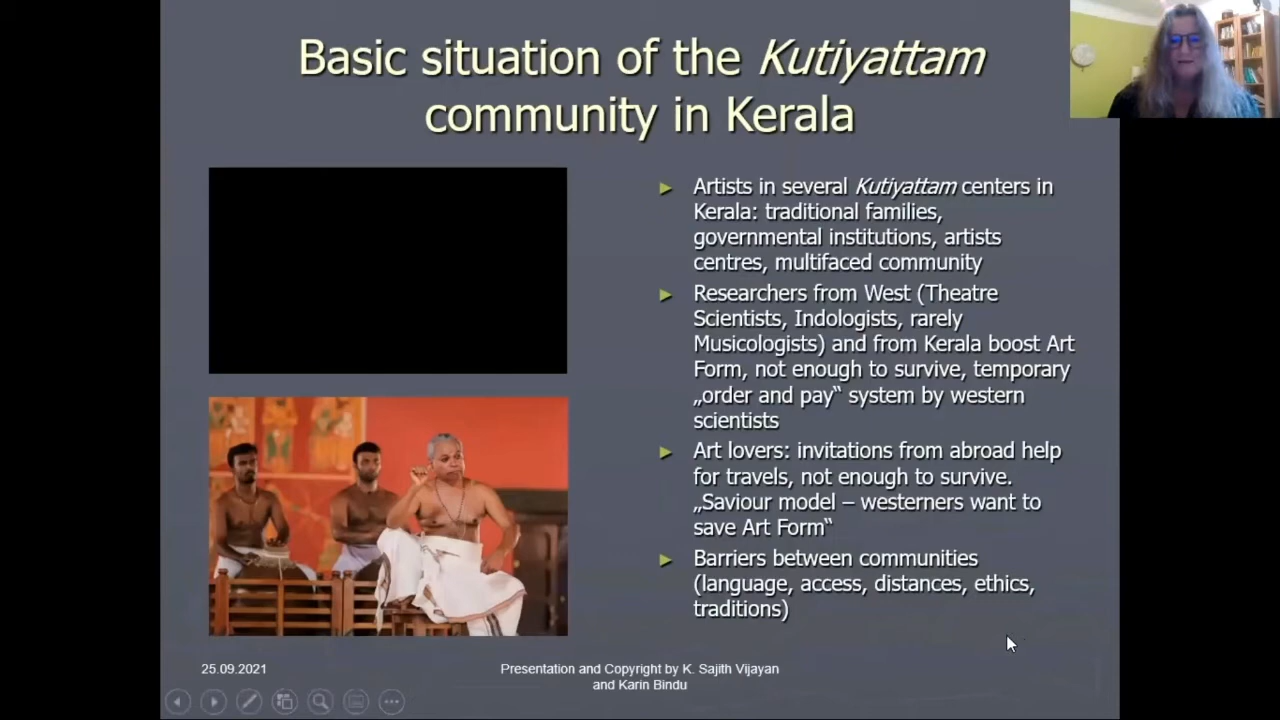 Basic situation of the Kutiyattam
community in Kerala
Artists in several Kutiyattam centers in
Kerala: traditional families,
governmental institutions, artists
centres, multifaced community
Researchers from West (Theatre
Scientists, Indologists, rarely
Musicologists) and from Kerala boost Art
Form, not enough to survive, temporary
„order and pay“ system by western
scientists
Art lovers: invitations from abroad help
for travels, not enough to survive.
„Saviour model – westerners want to
save Art Form“
Barriers between communities
(language, access, distances, ethics,
traditions)
25.09.2021
Presentation and Copyright by K. Sajith Vijayan
and Karin Bindu